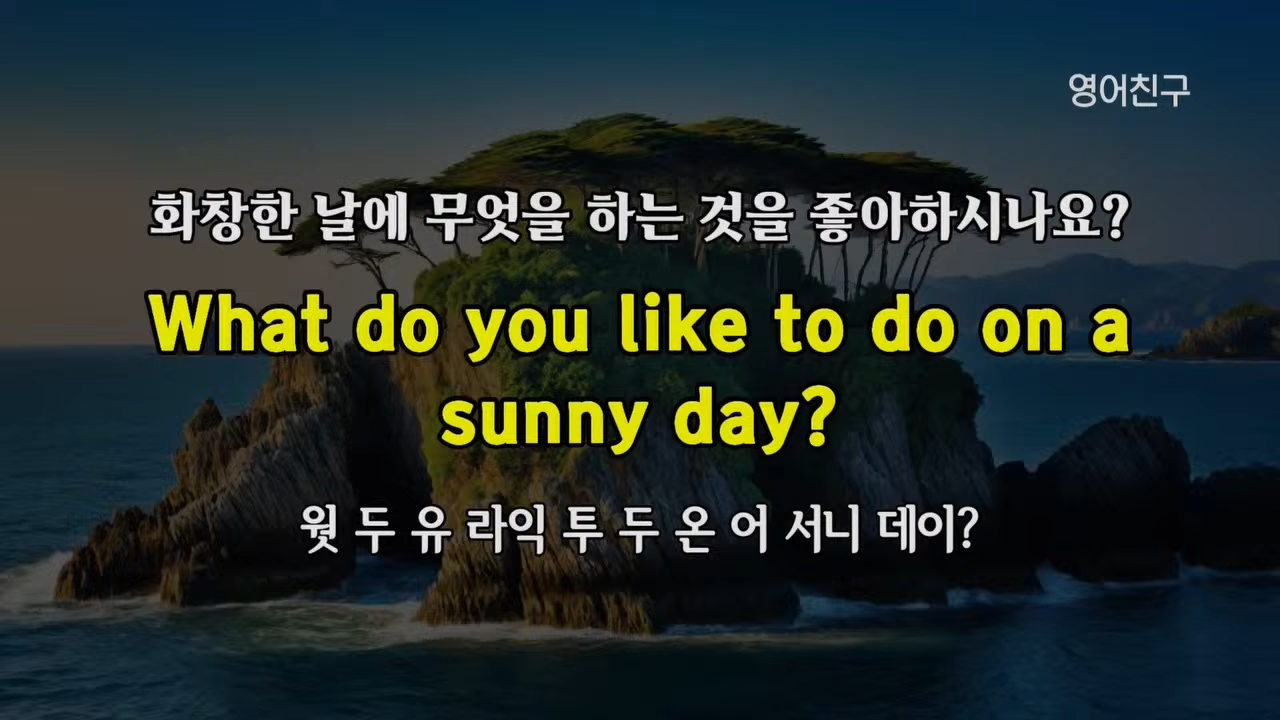 영어친구
화창한 날에 무엇을 하는 것을 좋아하시나요?
What do you like to do on a
sunny day?
웟 두 유 라익 투 두 온 어 서니 데이?